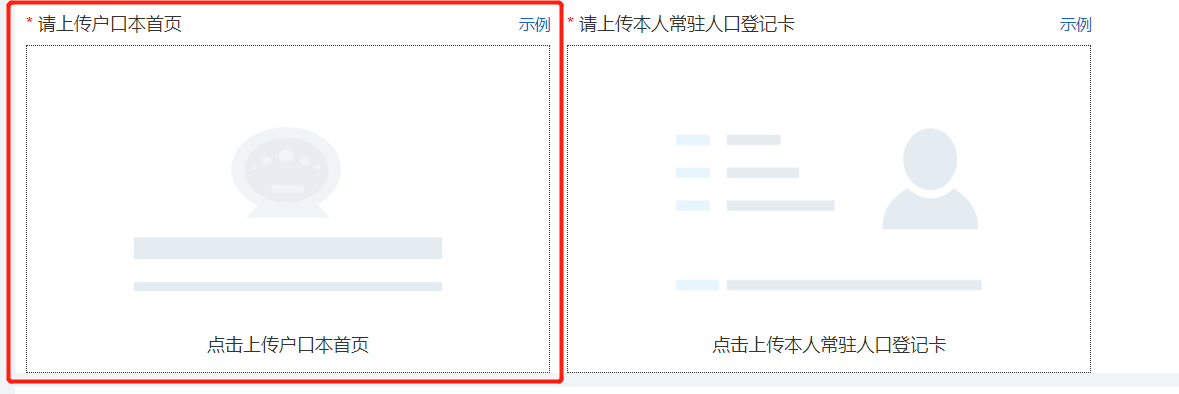 * 请上传户口本首页 示例
* 请上传本人常驻人口登记卡 示例
点击上传户口本首页
点击上传本人常驻人口登记卡